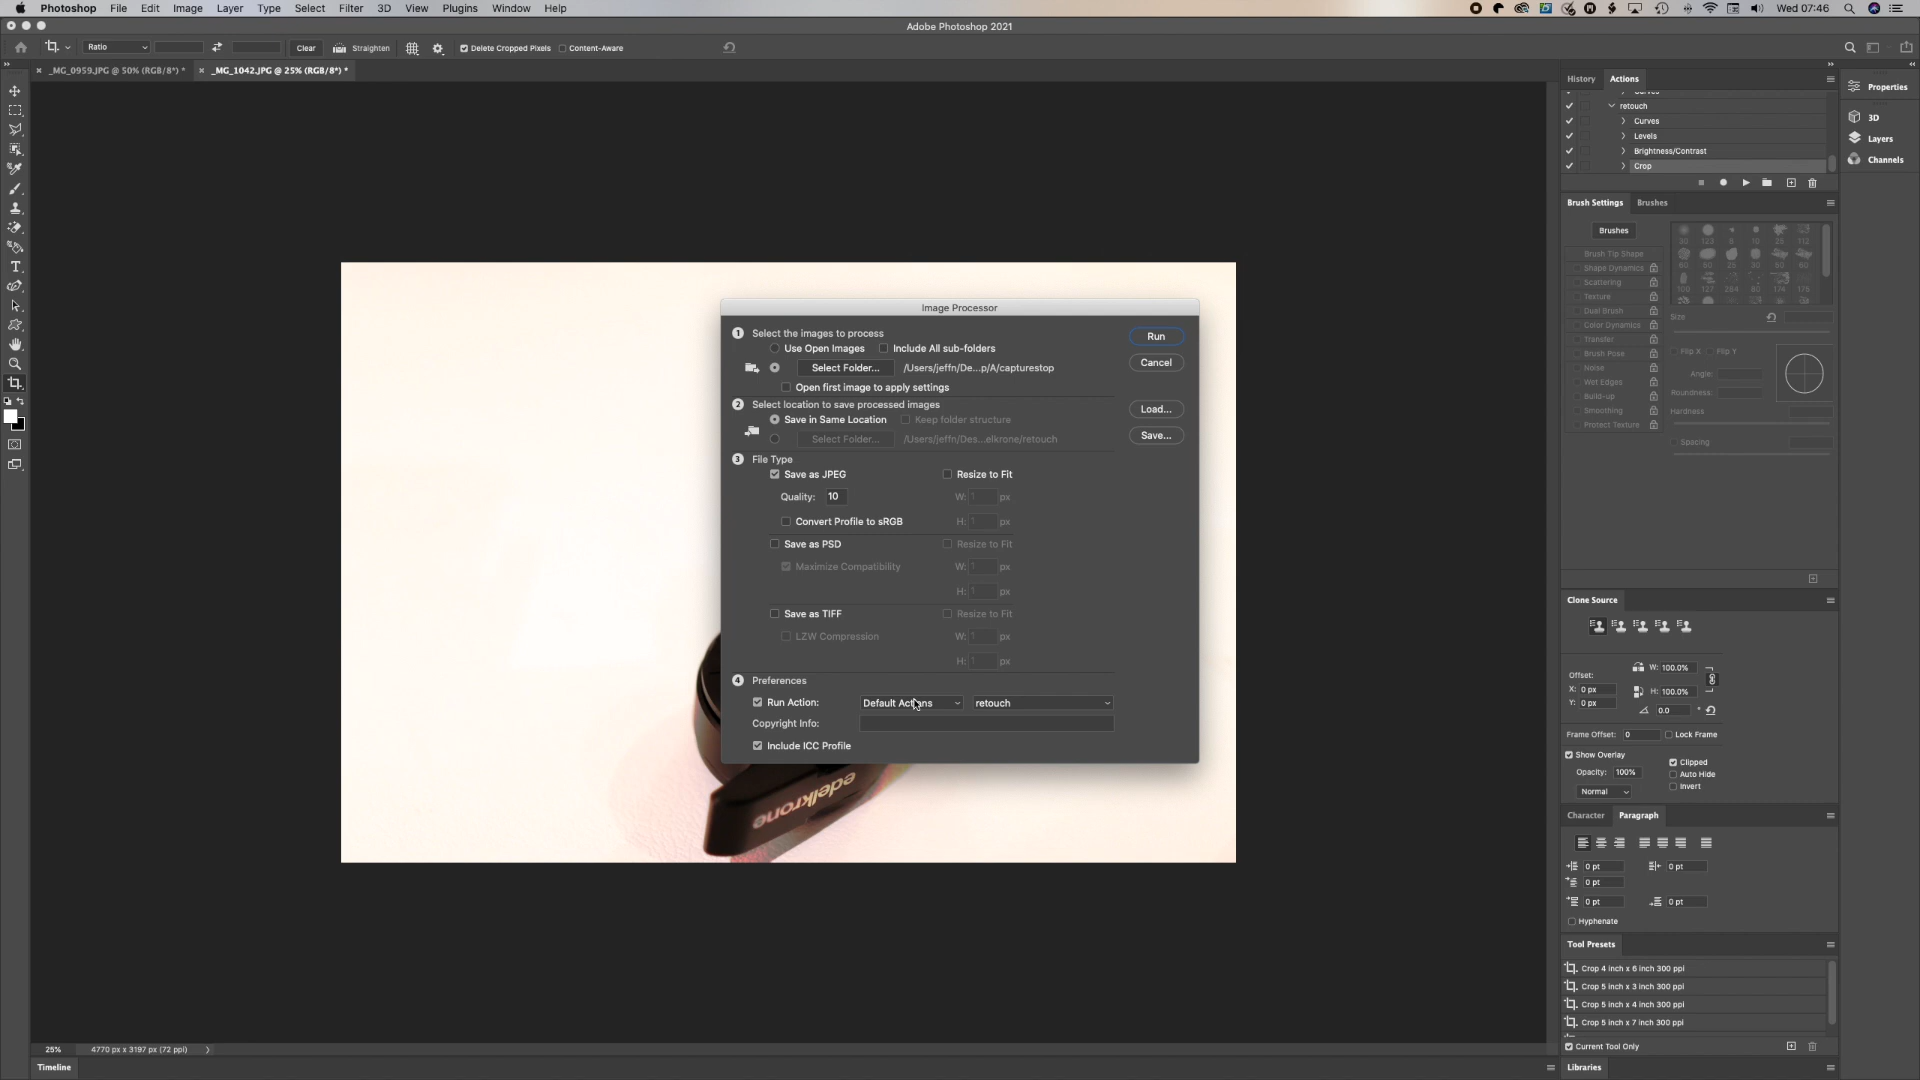 Photoshop File Edit Image Layer Type Select Filter 3D View Plugins Window Help Wed 07:46
Adobe Photoshop 2021
Ratio Clear Straighten Delete Cropped Pixels Content-Aware
_MG_0959.JPG @ 50% (RGB/8*) * _MG_1042.JPG @ 25% (RGB/8*) *
History Actions
retouch
Curves
Levels
Brightness/Contrast
Crop
Properties
3D
Layers
Channels
Brush Settings Brushes
Brushes
Brush Tip Shape
Shape Dynamics
Scattering
Texture
Dual Brush
Color Dynamics
Transfer
Brush Pose
Noise
Wet Edges
Build-up
Smoothing
Protect Texture
Size
Flip X Flip Y
Angle:
Roundness:
Hardness
Spacing
Image Processor
1 Select the images to process
Use Open Images Include All sub-folders
Select Folder... /Users/jeffn/De...p/A/capturestop
Open first image to apply settings
2 Select location to save processed images
Save in Same Location Keep folder structure
Select Folder... /Users/jeffn/Des...elkrone/retouch
3 File Type
Save as JPEG Resize to Fit
Quality: 10 W: 1 px
Convert Profile to sRGB H: 1 px
Save as PSD Resize to Fit
Maximize Compatibility W: 1 px
H: 1 px
Save as TIFF Resize to Fit
LZW Compression W: 1 px
H: 1 px
4 Preferences
Run Action: Default Actions retouch
Copyright Info:
Include ICC Profile
Run
Cancel
Load...
Save...
edelkrone
Clone Source
Offset: W: 100.0%
X: 0 px H: 100.0%
Y: 0 px 0.0 °
Frame Offset: 0 Lock Frame
Show Overlay Clipped
Opacity: 100% Auto Hide
Normal Invert
Character Paragraph
0 pt 0 pt
0 pt
0 pt 0 pt
Hyphenate
Tool Presets
Crop 4 inch x 6 inch 300 ppi
Crop 5 inch x 3 inch 300 ppi
Crop 5 inch x 4 inch 300 ppi
Crop 5 inch x 7 inch 300 ppi
Current Tool Only
Libraries
25% 4770 px x 3197 px (72 ppi)
Timeline